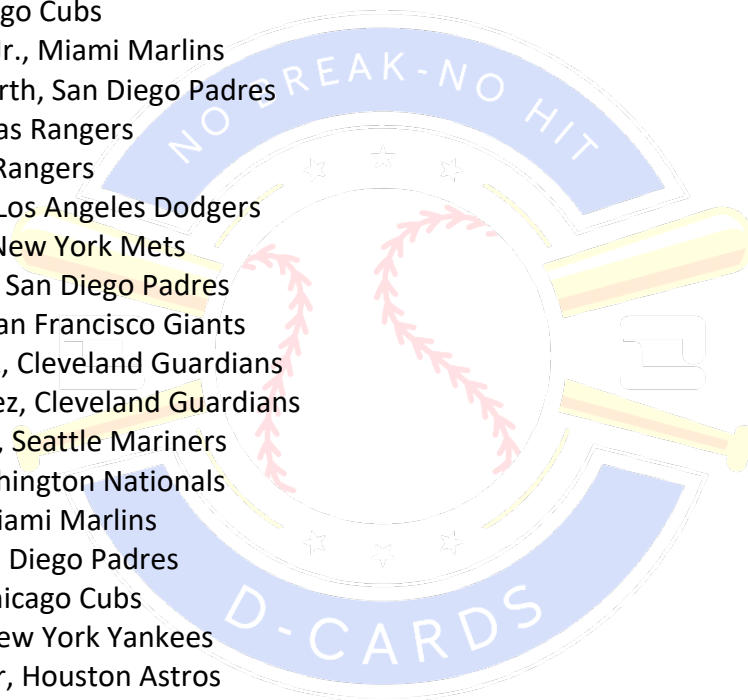 go Cubs
Jr., Miami Marlins
rth, San Diego Padres
as Rangers
Rangers
Los Angeles Dodgers
New York Mets
San Diego Padres
an Francisco Giants
, Cleveland Guardians
ez, Cleveland Guardians
, Seattle Mariners
hington Nationals
iami Marlins
Diego Padres
hicago Cubs
ew York Yankees
r, Houston Astros
NO BREAK-NO HIT
D-CARDS